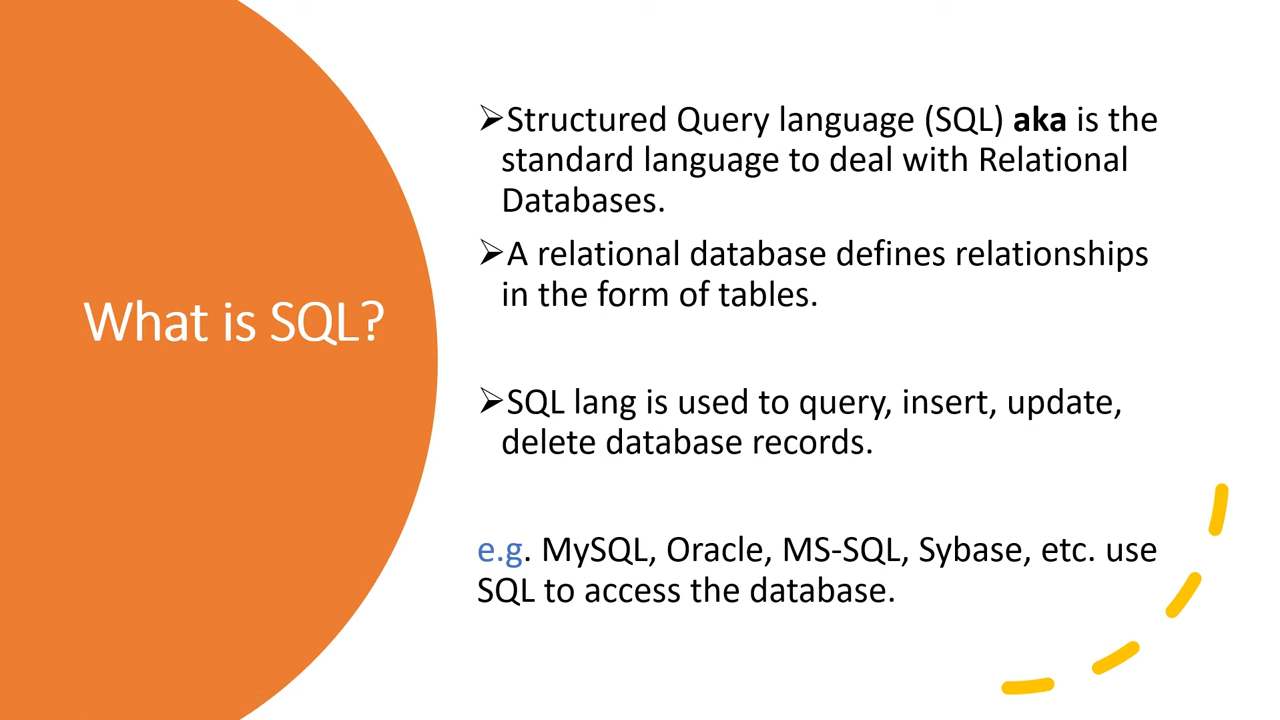 What is SQL?
➢Structured Query language (SQL) aka is the
standard language to deal with Relational
Databases.
➢A relational database defines relationships
in the form of tables.
➢SQL lang is used to query, insert, update,
delete database records.
e.g. MySQL, Oracle, MS-SQL, Sybase, etc. use
SQL to access the database.